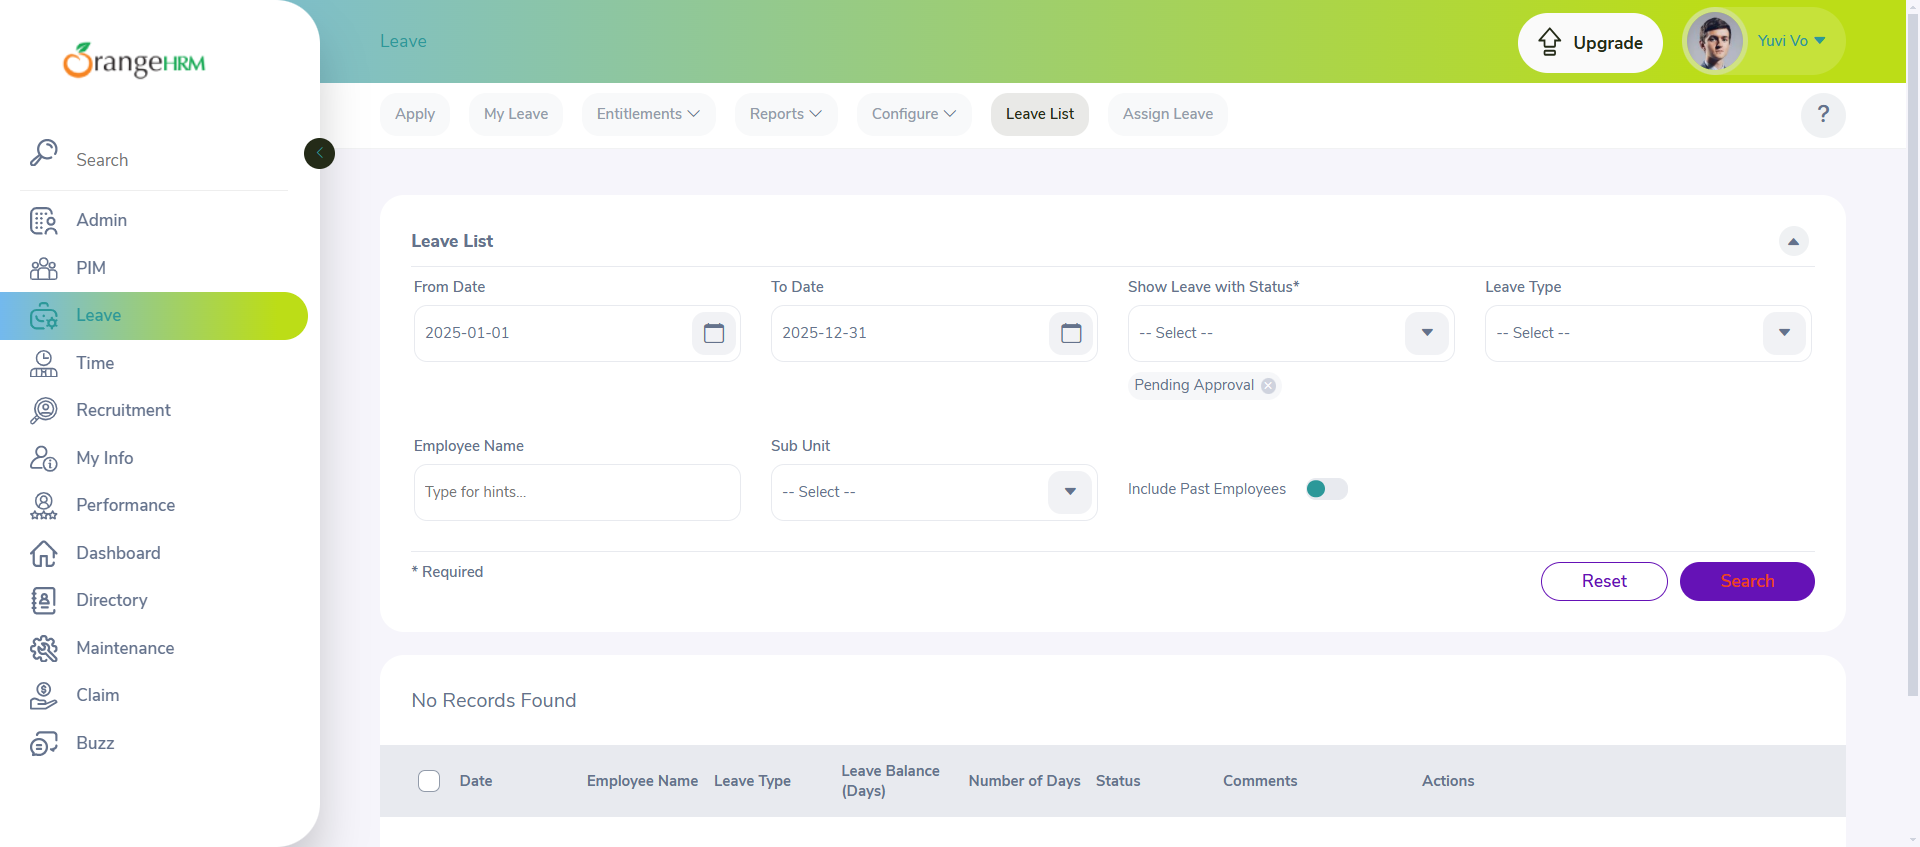 OrangeHRM
Search
Admin
PIM
Leave
Time
Recruitment
My Info
Performance
Dashboard
Directory
Maintenance
Claim
Buzz
Leave
Upgrade
Yuvi Vo
Apply
My Leave
Entitlements
Reports
Configure
Leave List
Assign Leave
?
Leave List
From Date
To Date
Show Leave with Status*
Leave Type
2025-01-01
2025-12-31
-- Select --
-- Select --
Pending Approval
Employee Name
Sub Unit
Type for hints...
-- Select --
Include Past Employees
* Required
Reset
Search
No Records Found
Date
Employee Name
Leave Type
Leave Balance
(Days)
Number of Days
Status
Comments
Actions